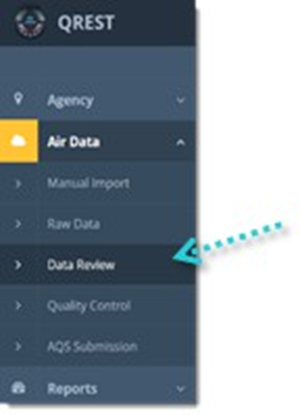 QREST
Agency
Air Data
Manual Import
Raw Data
Data Review
Quality Control
AQS Submission
Reports